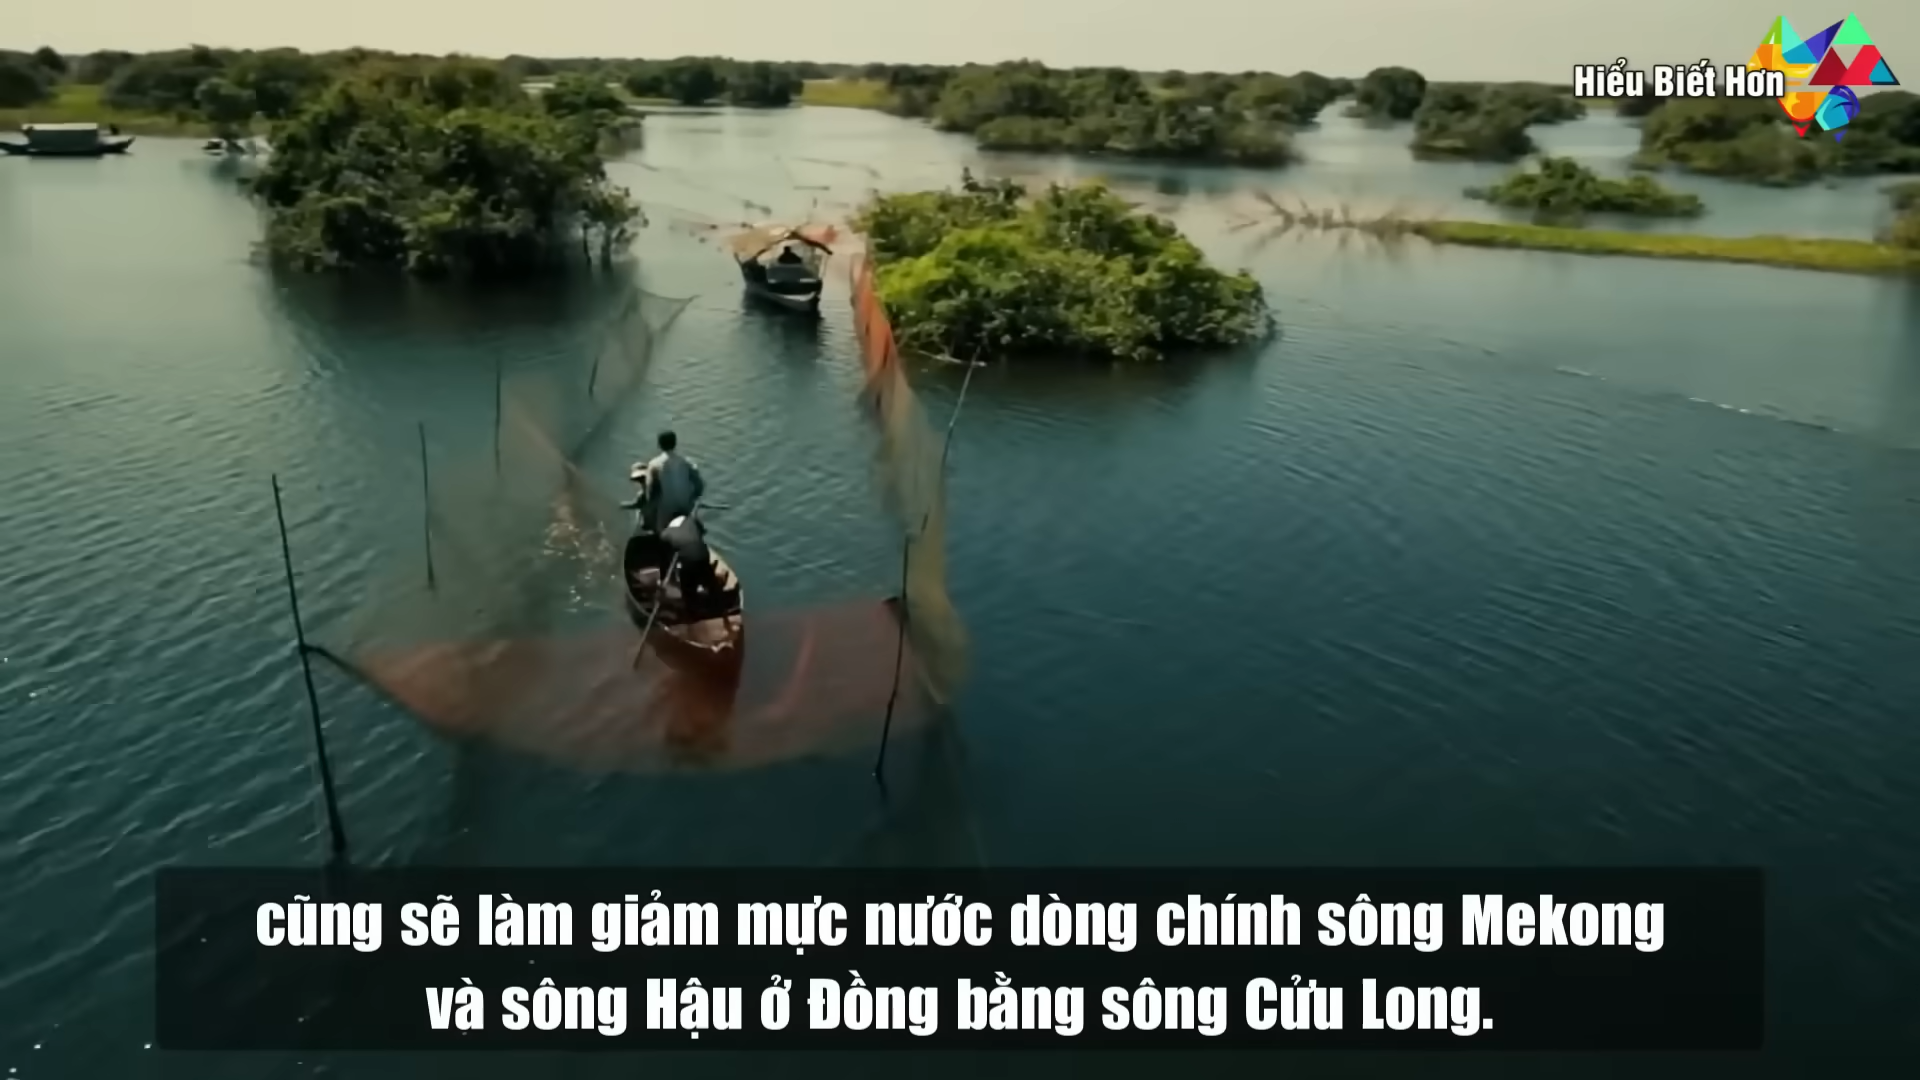 Hiểu Biết Hơn
cũng sẽ làm giảm mực nước dòng chính sông Mekong
và sông Hậu ở Đồng bằng sông Cửu Long.